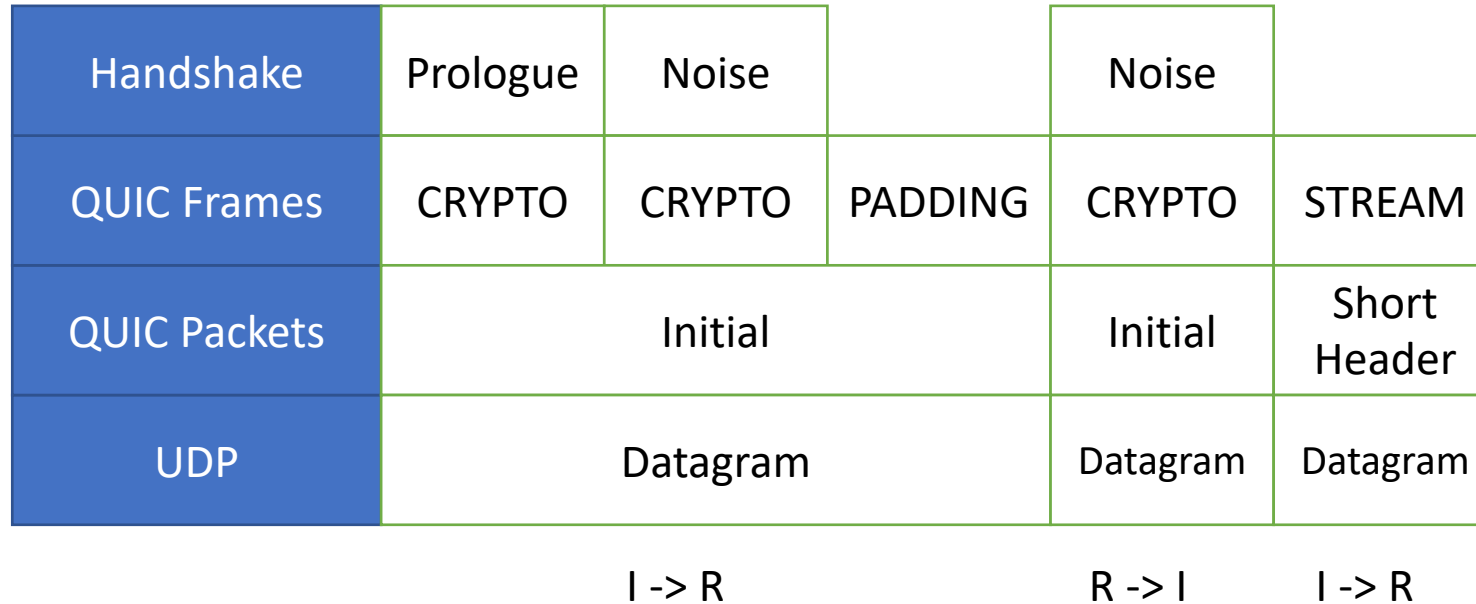 Handshake Prologue Noise Noise
QUIC Frames CRYPTO CRYPTO PADDING CRYPTO STREAM
QUIC Packets Initial Initial Short
Header
UDP Datagram Datagram Datagram
I -> R R -> I I -> R